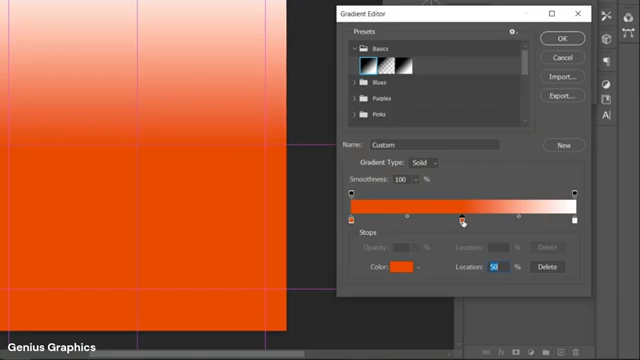 Gradient Editor
Presets
Basics
Blues
Purples
Pinks
OK
Cancel
Import...
Export...
Name: Custom
New
Gradient Type: Solid
Smoothness: 100 %
Stops
Opacity: % Location: % Delete
Color: Location: 50 % Delete
Genius Graphics